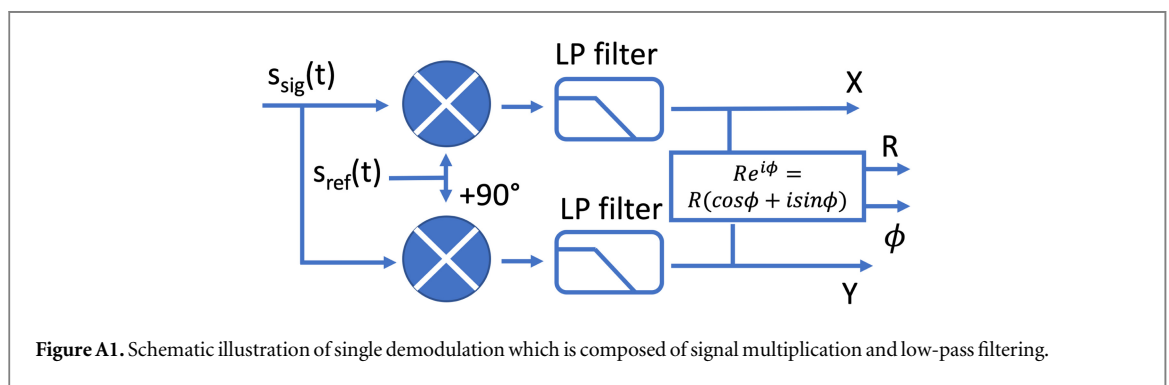 LP filter
s_sig(t)
X
R
s_ref(t)
Re^{iϕ} =
R(cosϕ + isinϕ)
+90°
LP filter
ϕ
Y
Figure A1. Schematic illustration of single demodulation which is composed of signal multiplication and low-pass filtering.